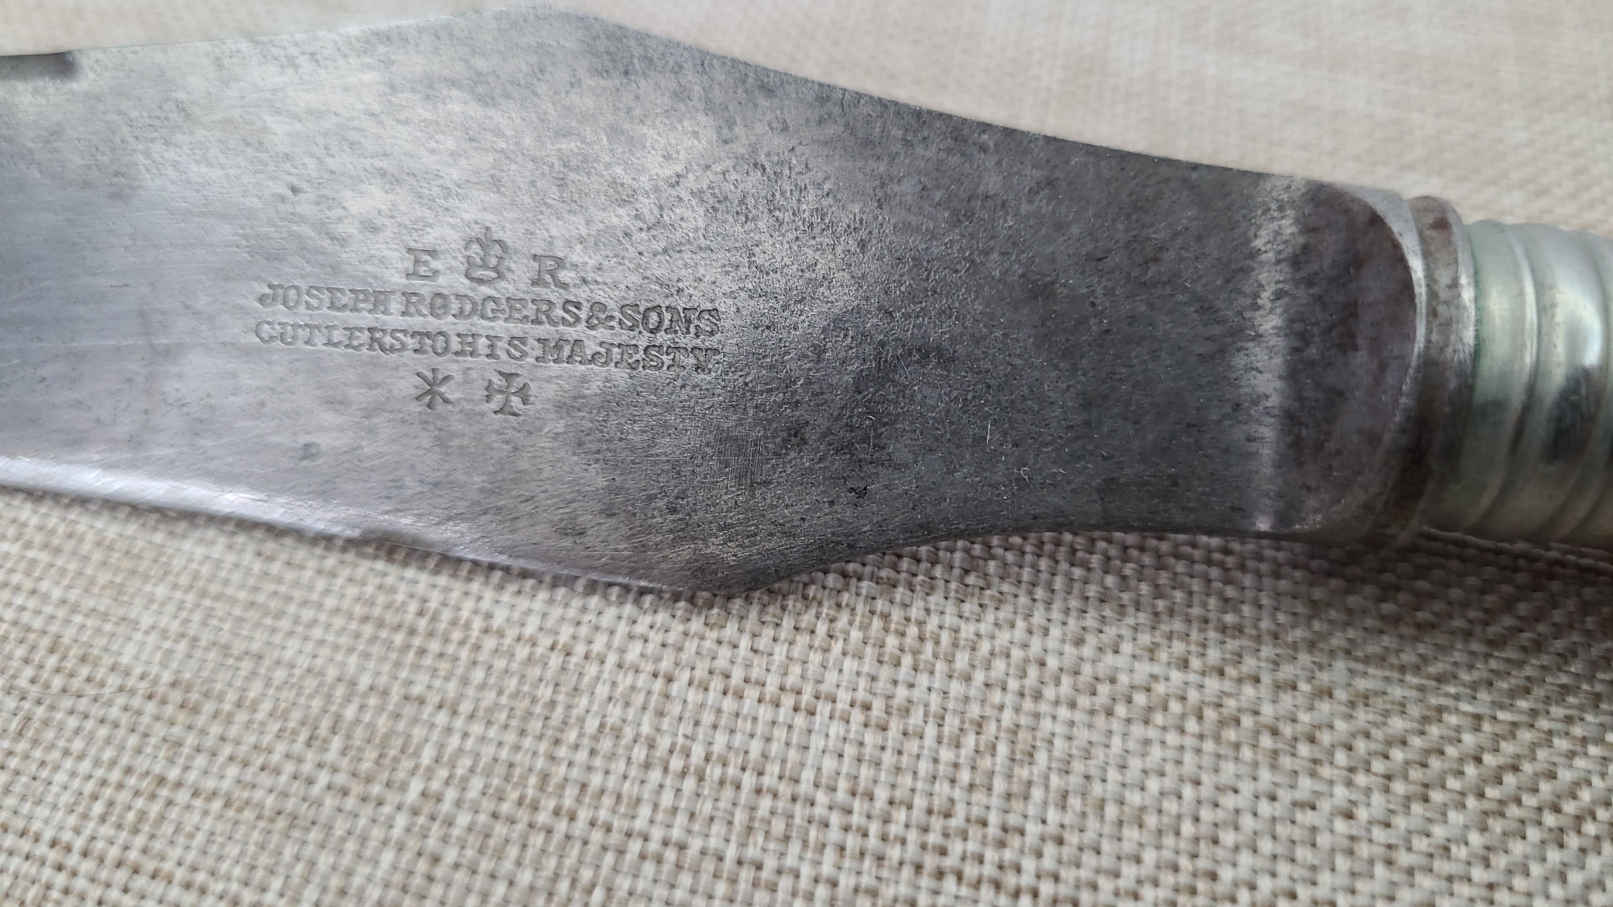 E R
JOSEPH RODGERS & SONS
CUTLERS TO HIS MAJESTY